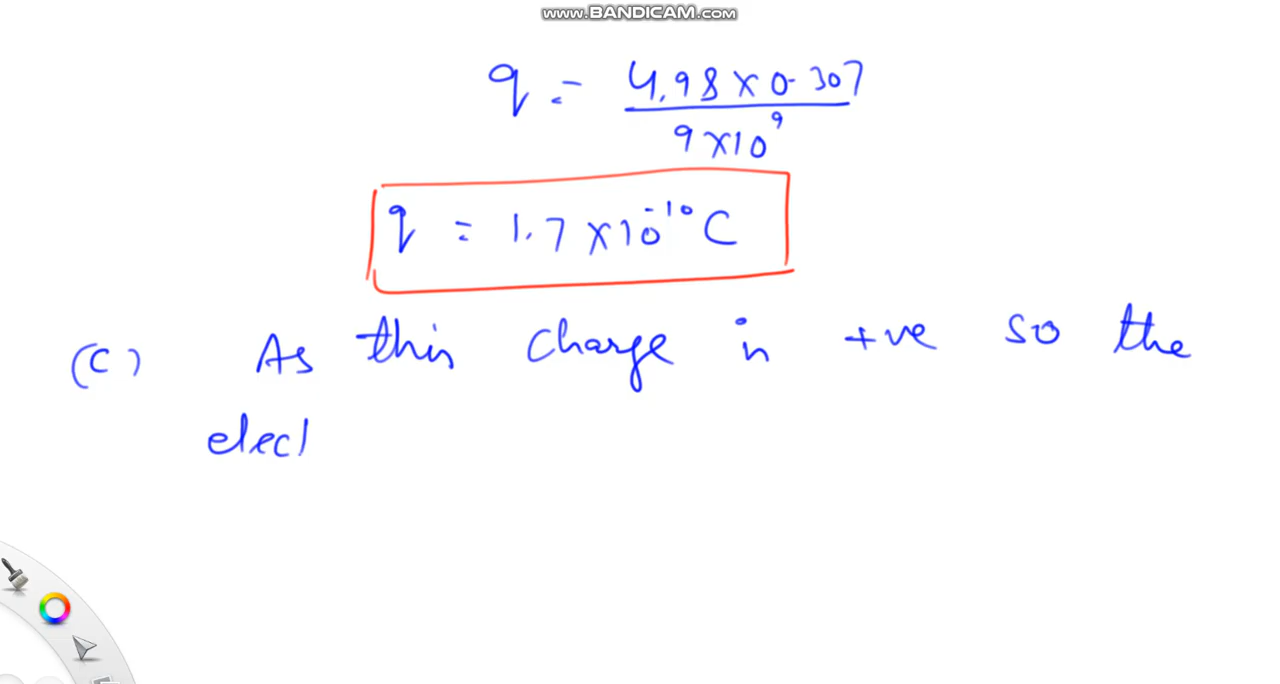 www.BANDICAM.com
q = 4.98 × 0.307
9 × 10⁹
q = 1.7 × 10⁻¹⁰ C
(C) As this charge is +ve so the
elect